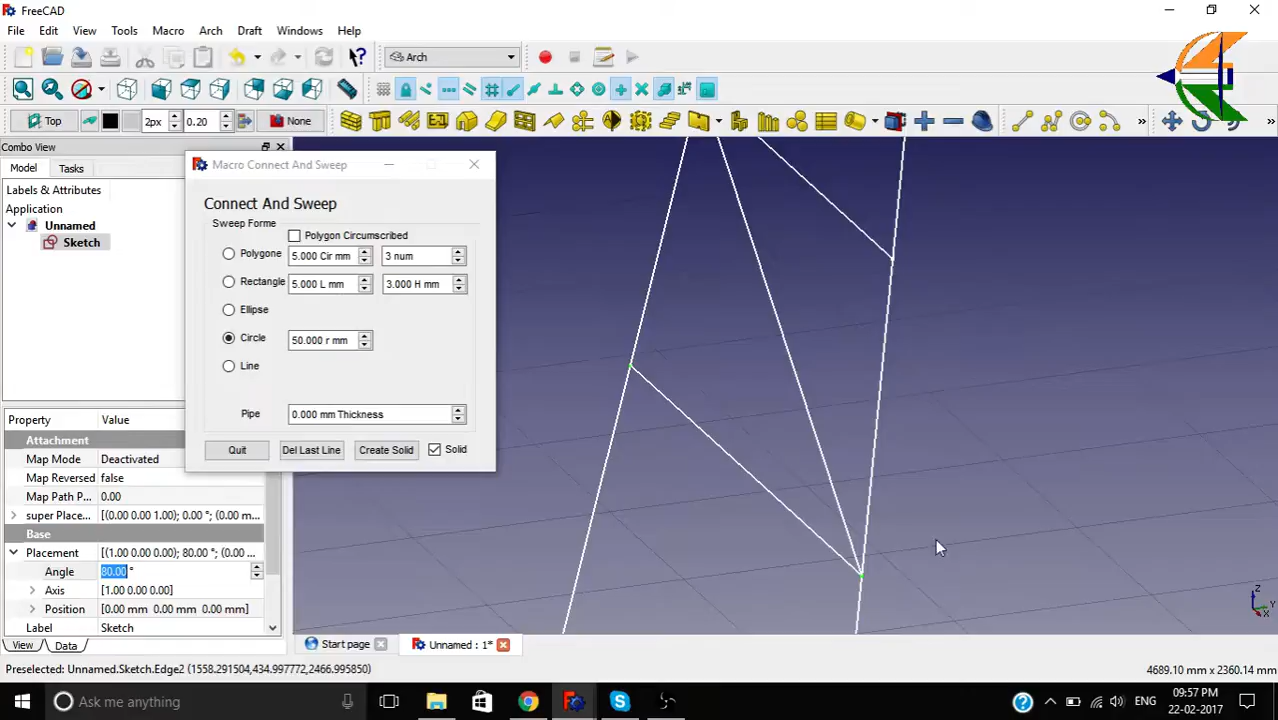 FreeCAD
File Edit View Tools Macro Arch Draft Windows Help
Arch
Top 2px 0.20 None
Combo View
Model Tasks
Labels & Attributes
Application
Unnamed
Sketch
Macro Connect And Sweep
Connect And Sweep
Sweep Forme
Polygon Circumscribed
Polygone 5.000 Cir mm 3 num
Rectangle 5.000 L mm 3.000 H mm
Ellipse
Circle 50.000 r mm
Line
Pipe 0.000 mm Thickness
Quit Del Last Line Create Solid Solid
Property Value
Attachment
Map Mode Deactivated
Map Reversed false
Map Path P... 0.00
super Place... [(0.00 0.00 1.00); 0.00 °; (0.00 m...
Base
Placement [(1.00 0.00 0.00); 80.00 °; (0.00 ...
Angle 80.00 °
Axis [1.00 0.00 0.00]
Position [0.00 mm 0.00 mm 0.00 mm]
Label Sketch
View Data
Start page Unnamed : 1*
Preselected: Unnamed.Sketch.Edge2 (1558.291504,434.997772,2466.995850)
4689.10 mm x 2360.14 mm
Z
Y
X
Ask me anything
ENG
09:57 PM
22-02-2017